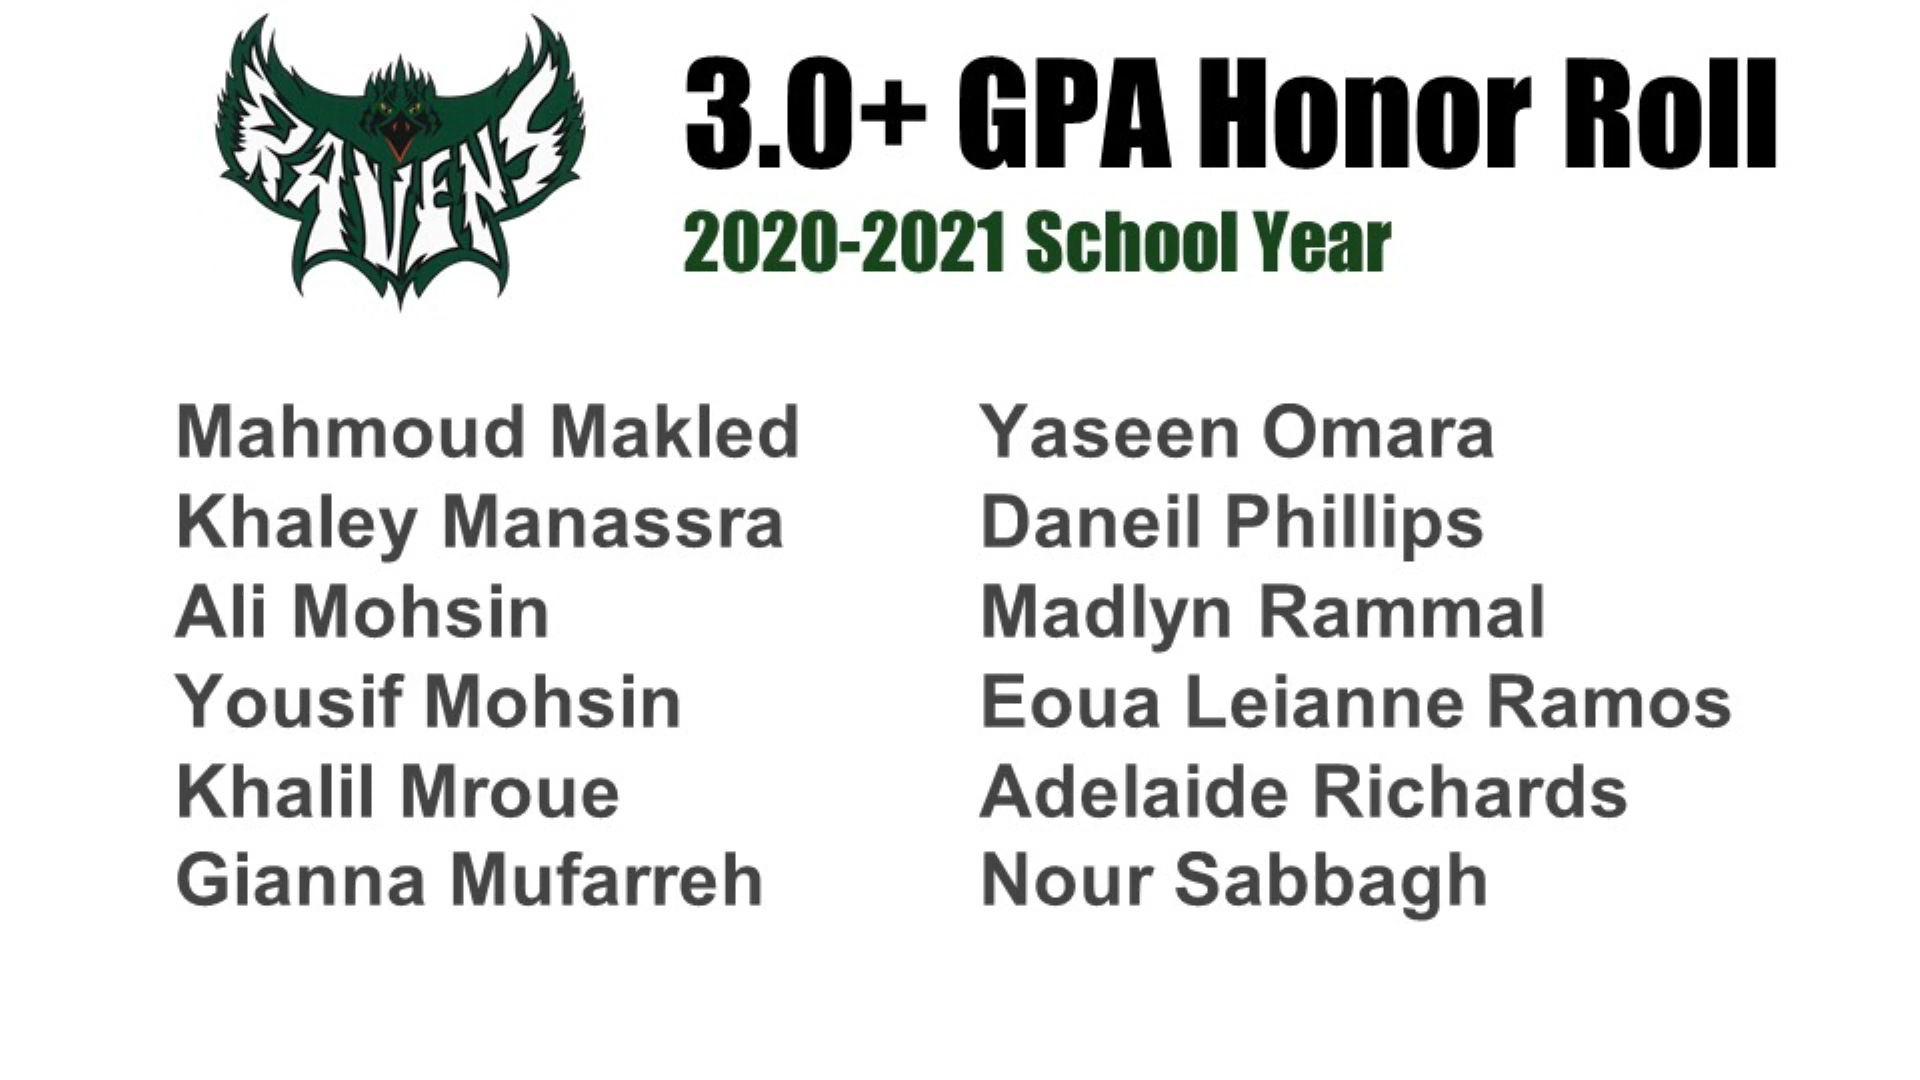 RAVENS
3.0+ GPA Honor Roll
2020-2021 School Year
Mahmoud Makled
Khaley Manassra
Ali Mohsin
Yousif Mohsin
Khalil Mroue
Gianna Mufarreh
Yaseen Omara
Daneil Phillips
Madlyn Rammal
Eoua Leianne Ramos
Adelaide Richards
Nour Sabbagh